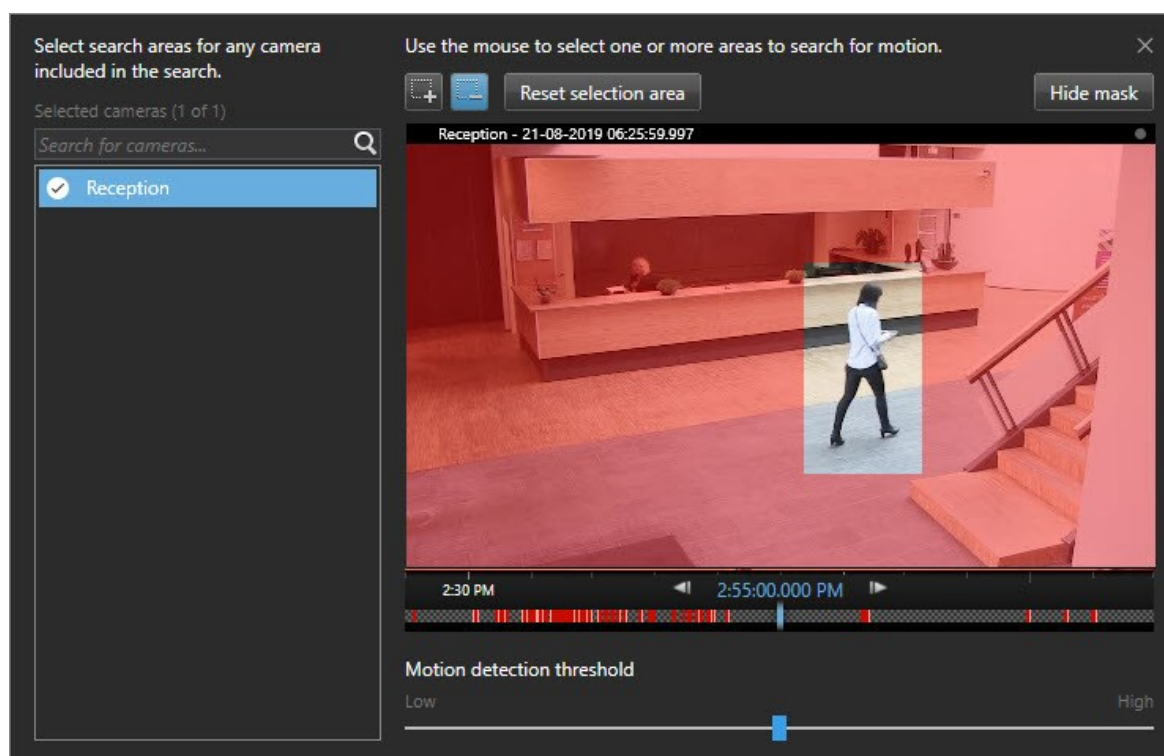 Select search areas for any camera
included in the search.
Selected cameras (1 of 1)
Search for cameras...
Reception
Use the mouse to select one or more areas to search for motion.
Reset selection area
Hide mask
Reception - 21-08-2019 06:25:59.997
2:30 PM
2:55:00.000 PM
Motion detection threshold
Low
High